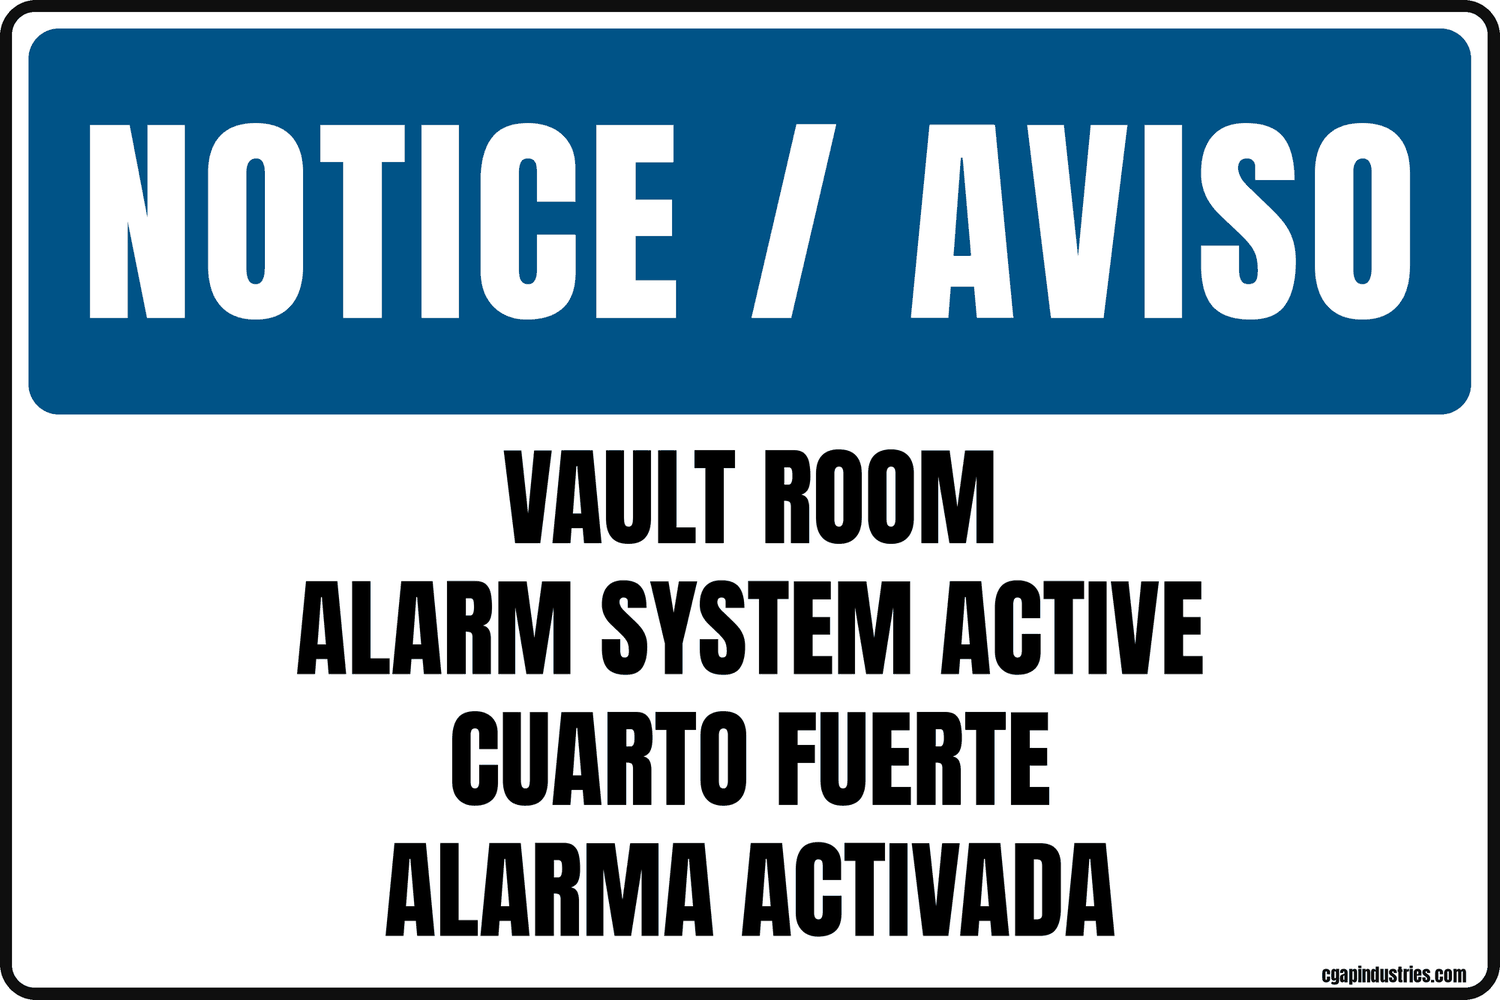 NOTICE / AVISO
VAULT ROOM
ALARM SYSTEM ACTIVE
CUARTO FUERTE
ALARMA ACTIVADA
cgapindustries.com